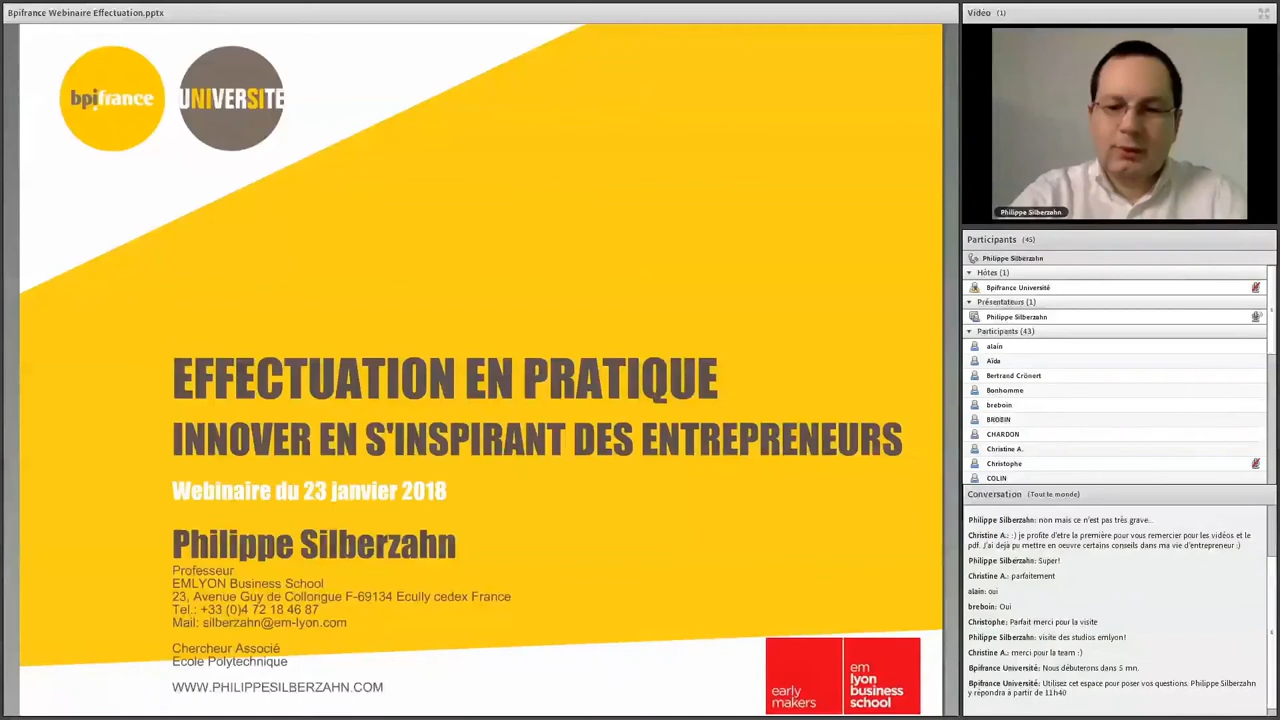 Bpifrance Webinaire Effectuation.pptx
bpifrance
UNIVERSITE
EFFECTUATION EN PRATIQUE
INNOVER EN S'INSPIRANT DES ENTREPRENEURS
Webinaire du 23 janvier 2018
Philippe Silberzahn
Professeur
EMLYON Business School
23, Avenue Guy de Collongue F-69134 Ecully cedex France
Tel.: +33 (0)4 72 18 46 87
Mail: silberzahn@em-lyon.com
Chercheur Associé
Ecole Polytechnique
WWW.PHILIPPESILBERZAHN.COM
early
makers
em
lyon
business
school
Vidéo (1)
Philippe Silberzahn
Participants (45)
Philippe Silberzahn
Hôtes (1)
Bpifrance Université
Présentateurs (1)
Philippe Silberzahn
Participants (43)
alain
Aïda
Bertrand Crönert
Bonhomme
breboin
BROBIN
CHARDON
Christine A.
Christophe
COLIN
Conversation (Tout le monde)
Philippe Silberzahn: non mais ce n'est pas très grave...
Christine A.: :) je profite d'etre la première pour vous remercier pour les vidéos et le
pdf. J'ai dejà pu mettre en oeuvre certains conseils dans ma vie d'entrepreneur :)
Philippe Silberzahn: Super!
Christine A.: parfaitement
alain: oui
breboin: Oui
Christophe: Parfait merci pour la visite
Philippe Silberzahn: visite des studios emlyon!
Christine A.: merci pour la team :)
Bpifrance Université: Nous débuterons dans 5 mn.
Bpifrance Université: Utilisez cet espace pour poser vos questions. Philippe Silberzahn
y répondra à partir de 11h40